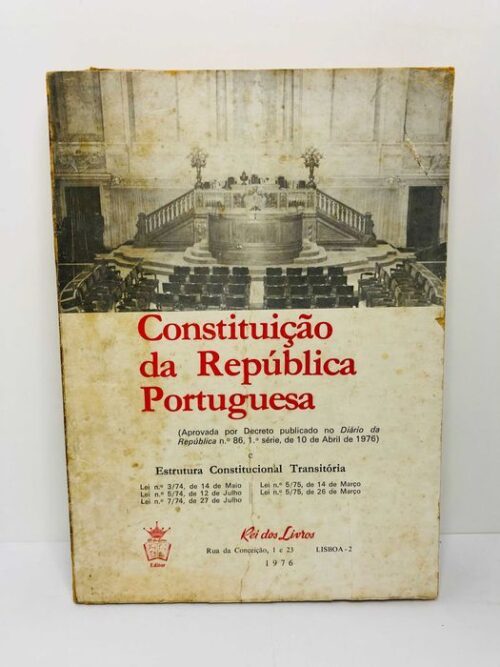 Constituição
da República
Portuguesa
(Aprovada por Decreto publicado no Diário da
República n.º 86, 1.ª série, de 10 de Abril de 1976)
e
Estrutura Constitucional Transitória
Lei n.º 3/74, de 14 de Maio
Lei n.º 5/74, de 12 de Julho
Lei n.º 7/74, de 27 de Julho
Lei n.º 5/75, de 14 de Março
Lei n.º 5/75, de 26 de Março
Editor
Rei dos Livros
Rua da Conceição, 1 e 23 LISBOA-2
1976